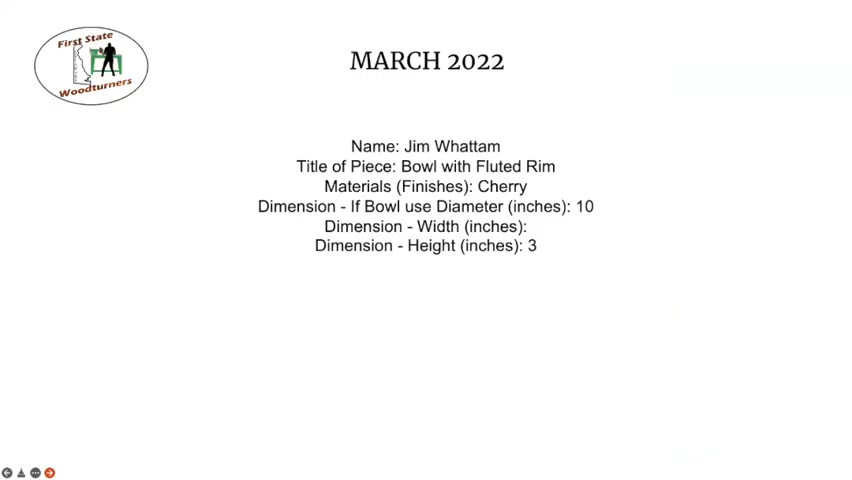 First State
Woodturners
MARCH 2022
Name: Jim Whattam
Title of Piece: Bowl with Fluted Rim
Materials (Finishes): Cherry
Dimension - If Bowl use Diameter (inches): 10
Dimension - Width (inches):
Dimension - Height (inches): 3